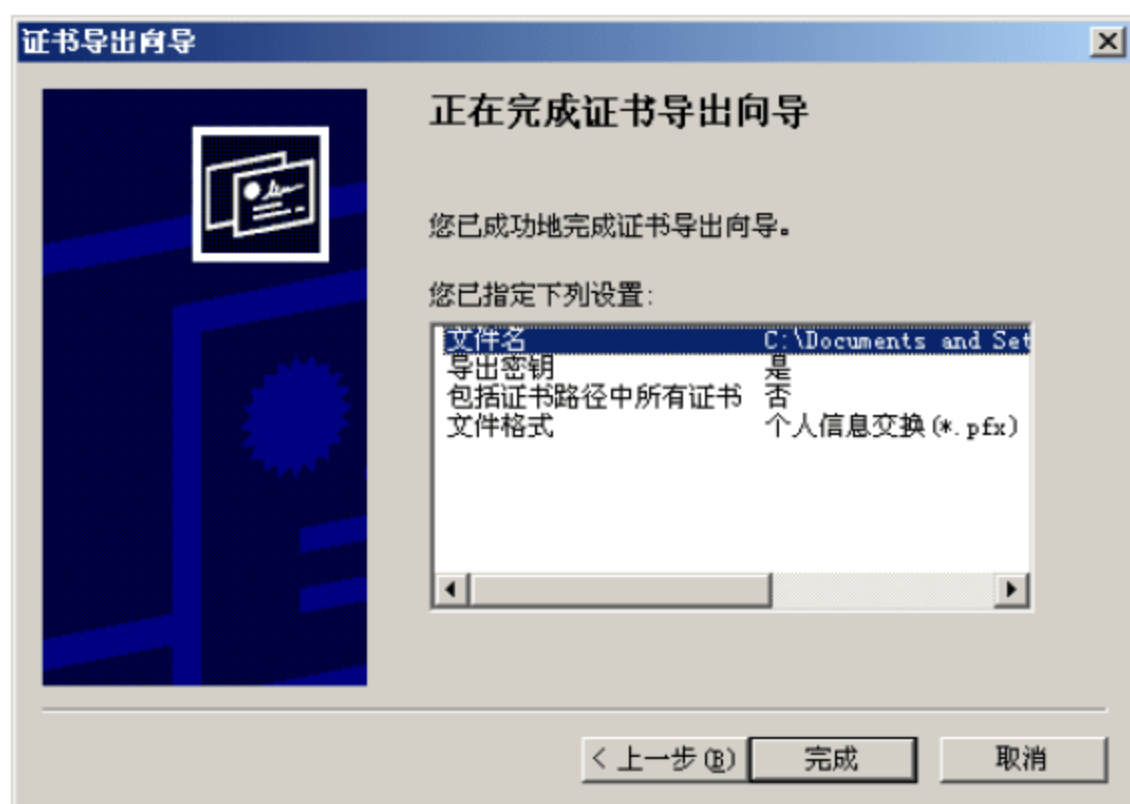 证书导出向导
正在完成证书导出向导
您已成功地完成证书导出向导。
您已指定下列设置:
文件名 C:\Documents and Set
导出密钥 是
包括证书路径中所有证书 否
文件格式 个人信息交换(*.pfx)
< 上一步(B) 完成 取消